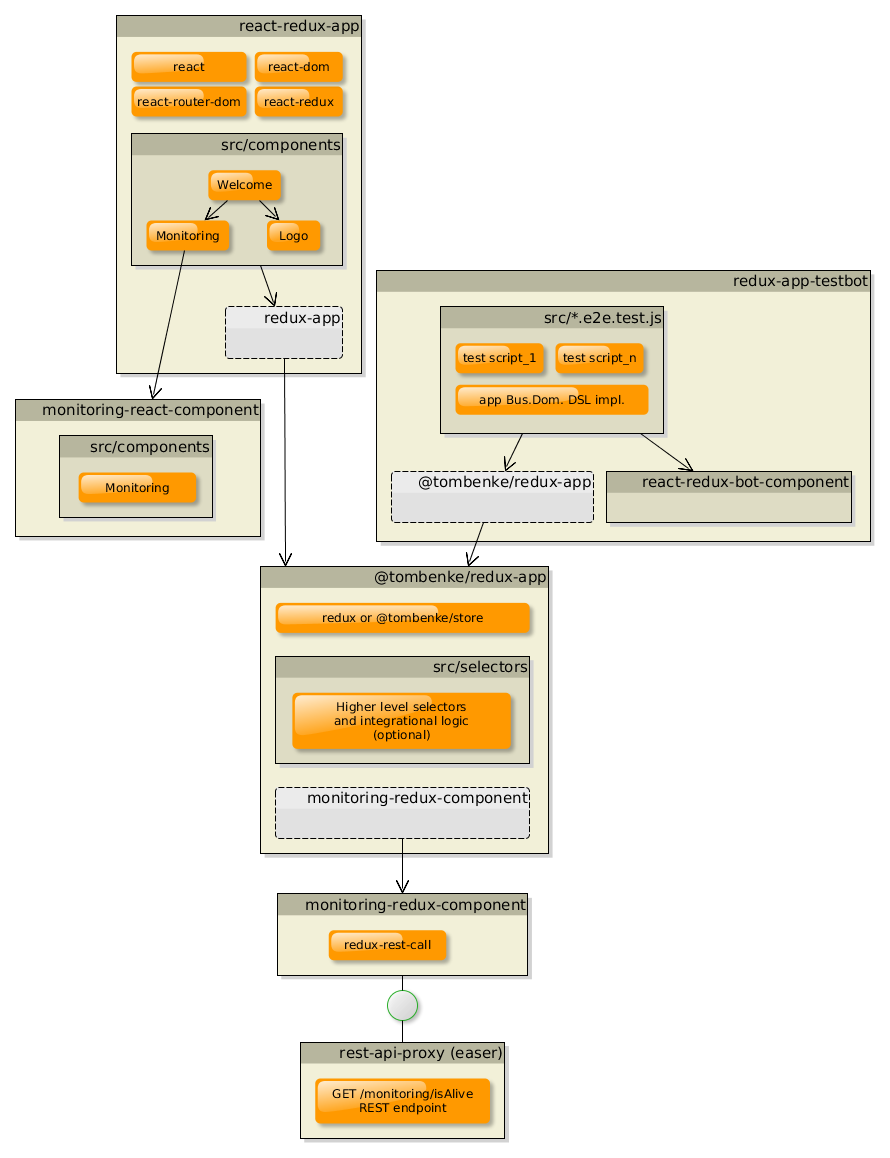 react-redux-app
react
react-dom
react-router-dom
react-redux
src/components
Welcome
Monitoring
Logo
redux-app
redux-app-testbot
src/*.e2e.test.js
test script_1
test script_n
app Bus.Dom. DSL impl.
@tombenke/redux-app
react-redux-bot-component
monitoring-react-component
src/components
Monitoring
@tombenke/redux-app
redux or @tombenke/store
src/selectors
Higher level selectors
and integrational logic
(optional)
monitoring-redux-component
monitoring-redux-component
redux-rest-call
rest-api-proxy (easer)
GET /monitoring/isAlive
REST endpoint